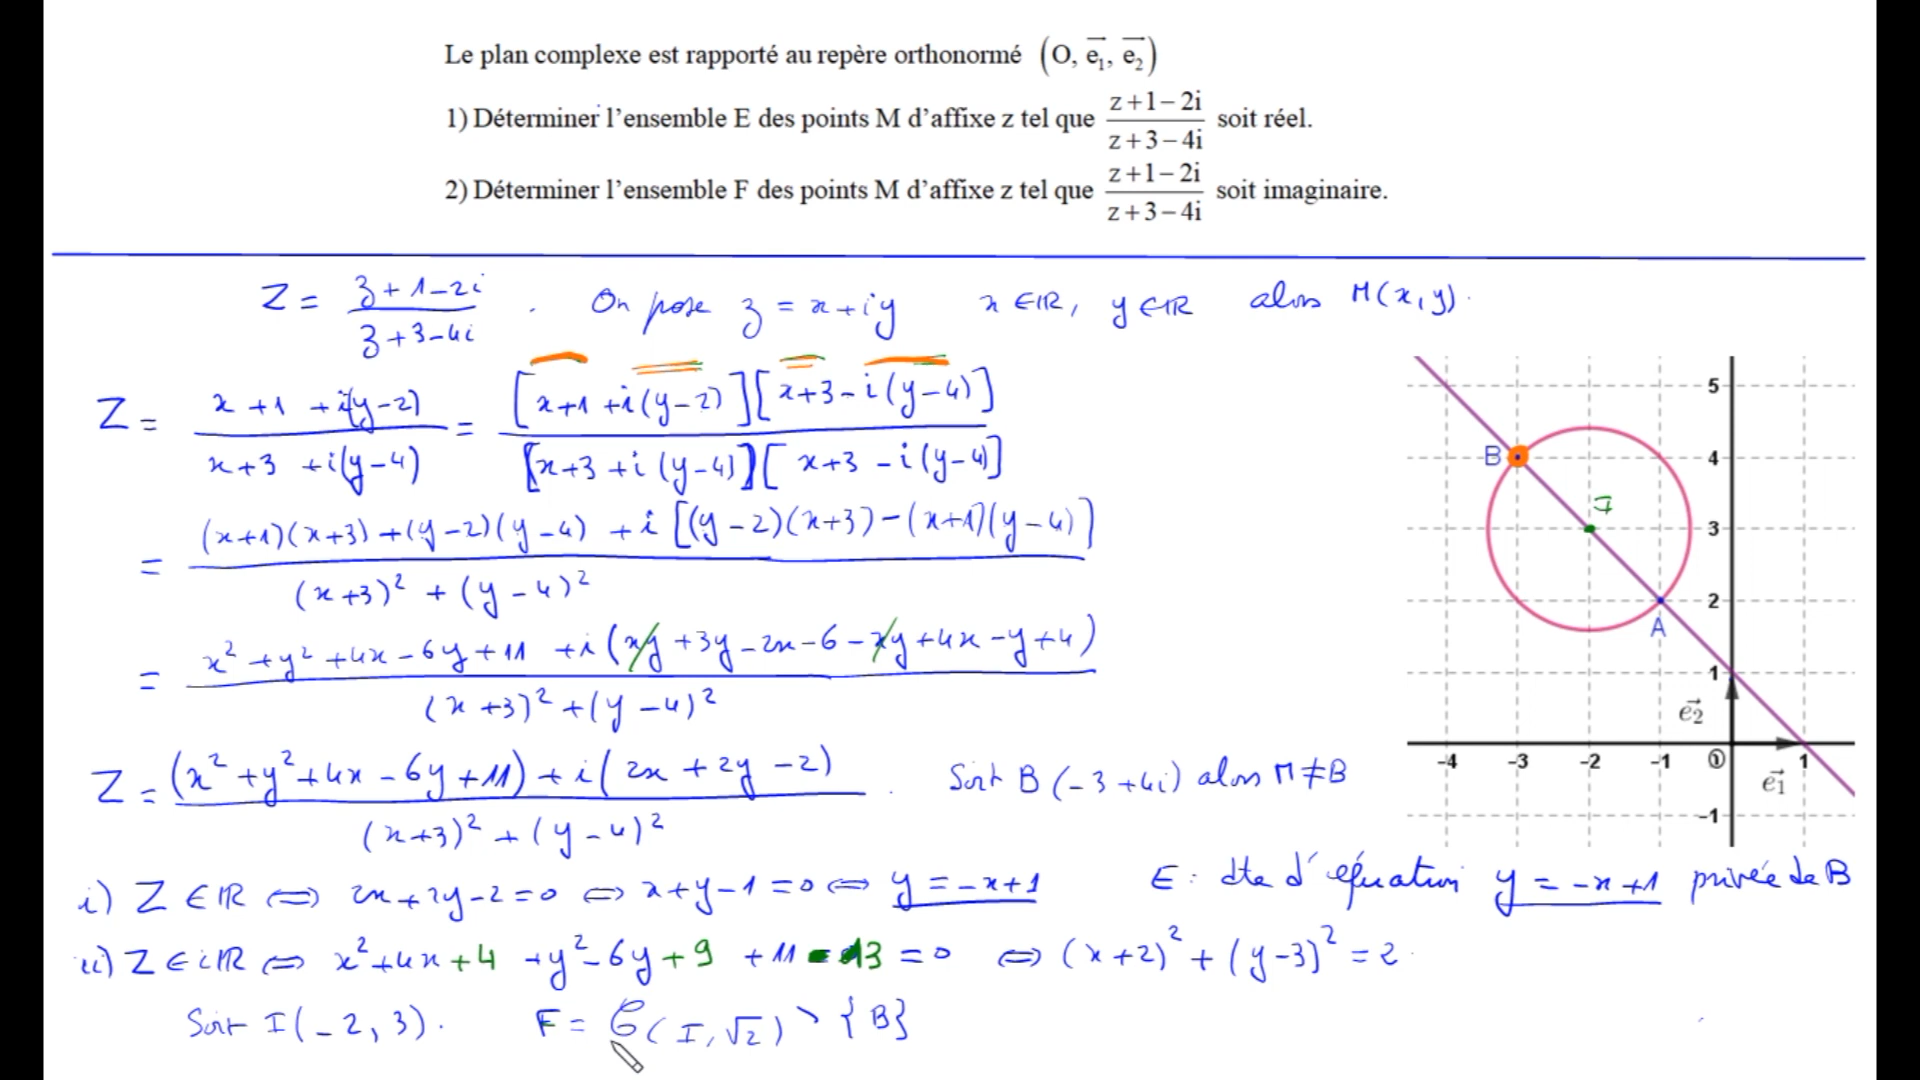 Le plan complexe est rapporté au repère orthonormé (O, e₁, e₂)
1) Déterminer l'ensemble E des points M d'affixe z tel que (z+1−2i)/(z+3−4i) soit réel.
2) Déterminer l'ensemble F des points M d'affixe z tel que (z+1−2i)/(z+3−4i) soit imaginaire.
Z = (z+1−2i)/(z+3−4i) . On pose z = x+iy x ∈ ℝ, y ∈ ℝ alors M(x,y).
Z = (x+1+i(y−2))/(x+3+i(y−4)) = ([x+1+i(y−2)][x+3−i(y−4)])/([x+3+i(y−4)][x+3−i(y−4)])
= ((x+1)(x+3)+(y−2)(y−4)+i[(y−2)(x+3)−(x+1)(y−4)])/((x+3)²+(y−4)²)
= (x²+y²+4x−6y+11+i(xy+3y−2x−6−xy+4x−y+4))/((x+3)²+(y−4)²)
Z = ((x²+y²+4x−6y+11)+i(2x+2y−2))/((x+3)²+(y−4)²) . Soit B(−3+4i) alors M≠B
i) Z ∈ ℝ ⟺ 2x+2y−2=0 ⟺ x+y−1=0 ⟺ y=−x+1 E : dte d'équation y=−x+1 privée de B
ii) Z ∈ iℝ ⟺ x²+4x+4+y²−6y+9+11−13=0 ⟺ (x+2)²+(y−3)²=2.
Soit I(−2,3). F = 𝒞(I,√2) \ {B}
5
B 4
I
3
2
A
1
e₂
-4 -3 -2 -1 0 1
e₁
-1